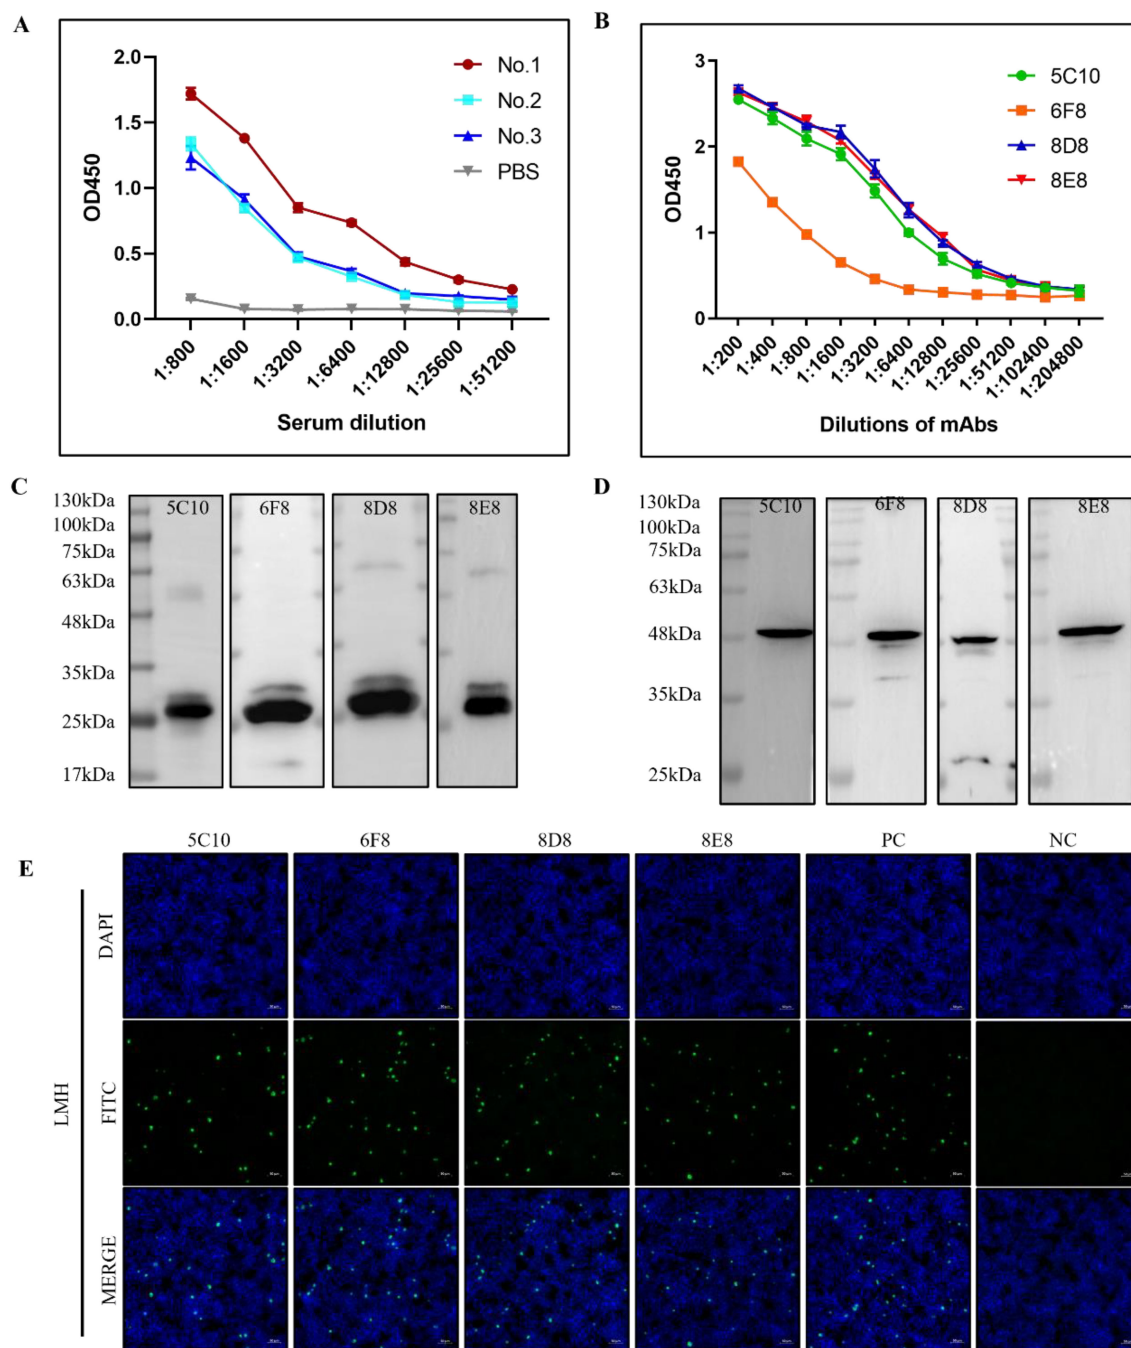 A
2.0
1.5
1.0
0.5
0.0
OD450
No.1
No.2
No.3
PBS
1:800
1:1600
1:3200
1:6400
1:12800
1:25600
1:51200
Serum dilution
B
3
2
1
0
OD450
5C10
6F8
8D8
8E8
1:200
1:400
1:800
1:1600
1:3200
1:6400
1:12800
1:25600
1:51200
1:102400
1:204800
Dilutions of mAbs
C
130kDa
100kDa
75kDa
63kDa
48kDa
35kDa
25kDa
17kDa
5C10
6F8
8D8
8E8
D
130kDa
100kDa
75kDa
63kDa
48kDa
35kDa
25kDa
5C10
6F8
8D8
8E8
E
5C10 6F8 8D8 8E8 PC NC
LMH
DAPI
FITC
MERGE